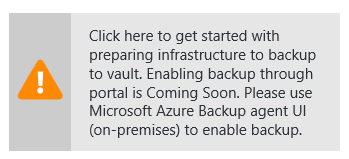 Click here to get started with
preparing infrastructure to backup
to vault. Enabling backup through
portal is Coming Soon. Please use
Microsoft Azure Backup agent UI
(on-premises) to enable backup.